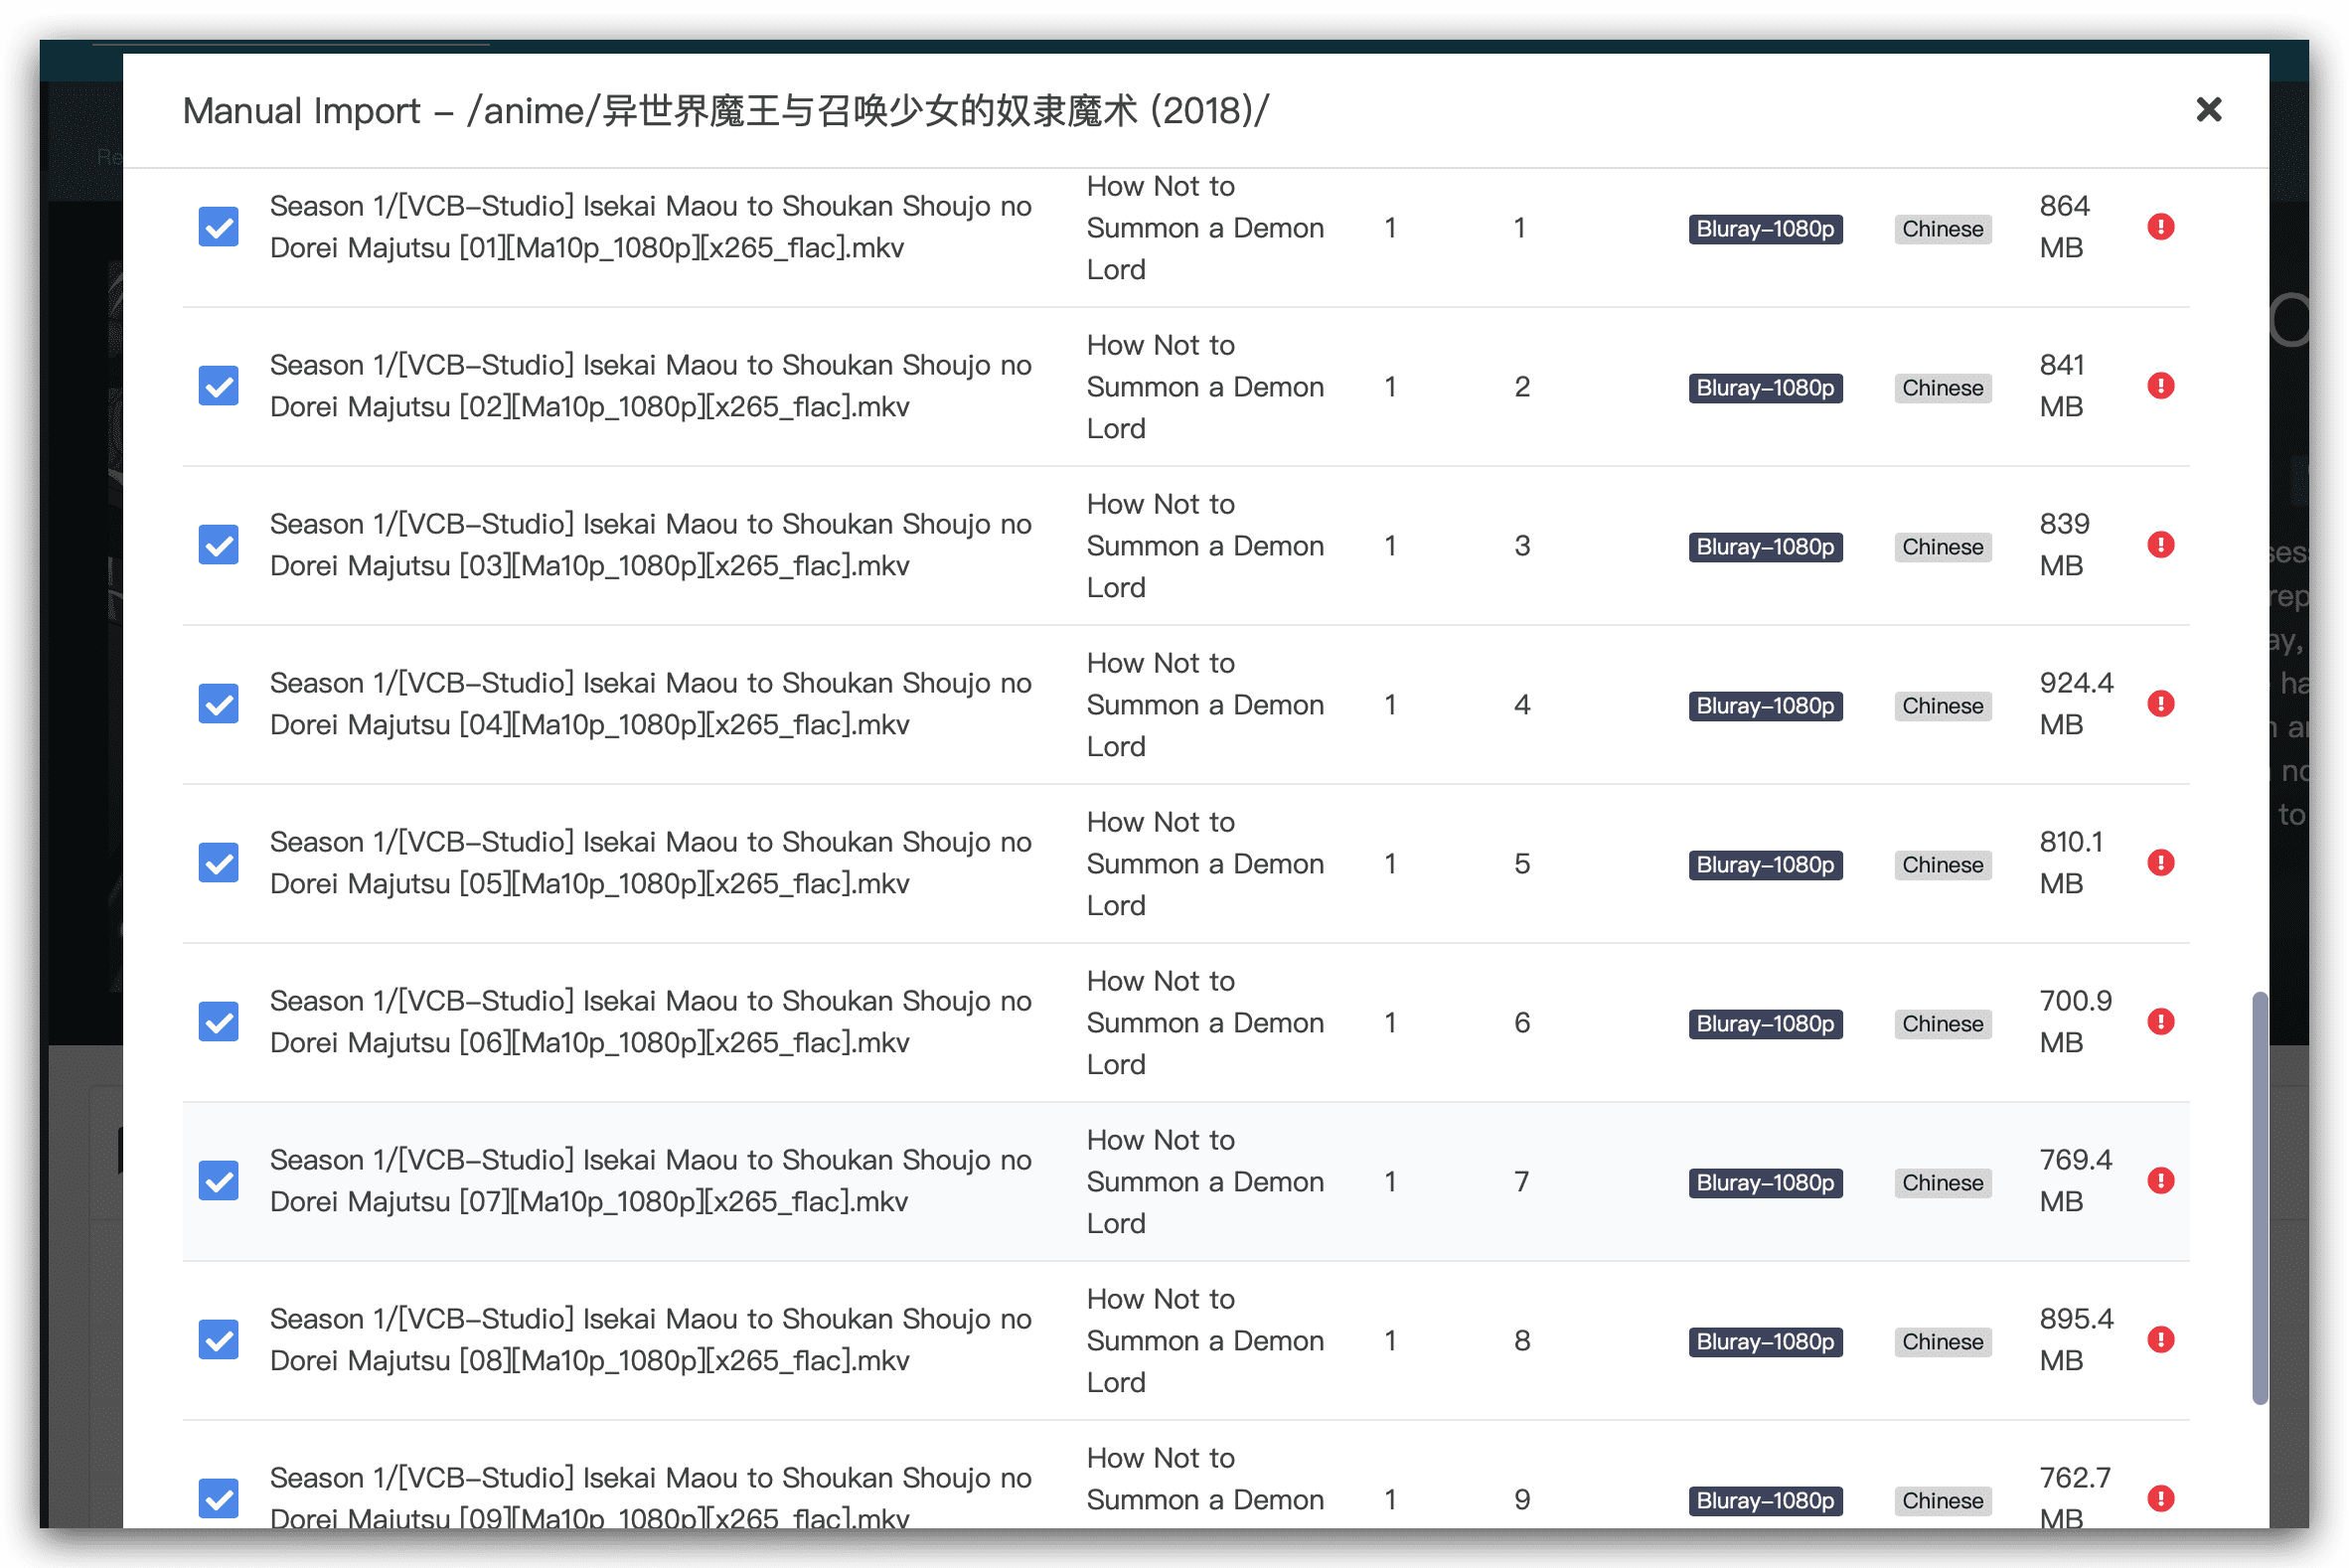 Manual Import – /anime/异世界魔王与召唤少女的奴隶魔术 (2018)/
Re
Season 1/[VCB–Studio] Isekai Maou to Shoukan Shoujo no
Dorei Majutsu [01][Ma10p_1080p][x265_flac].mkv
How Not to
Summon a Demon
Lord
1
1
Bluray–1080p
Chinese
864
MB
Season 1/[VCB–Studio] Isekai Maou to Shoukan Shoujo no
Dorei Majutsu [02][Ma10p_1080p][x265_flac].mkv
How Not to
Summon a Demon
Lord
1
2
Bluray–1080p
Chinese
841
MB
Season 1/[VCB–Studio] Isekai Maou to Shoukan Shoujo no
Dorei Majutsu [03][Ma10p_1080p][x265_flac].mkv
How Not to
Summon a Demon
Lord
1
3
Bluray–1080p
Chinese
839
MB
Season 1/[VCB–Studio] Isekai Maou to Shoukan Shoujo no
Dorei Majutsu [04][Ma10p_1080p][x265_flac].mkv
How Not to
Summon a Demon
Lord
1
4
Bluray–1080p
Chinese
924.4
MB
Season 1/[VCB–Studio] Isekai Maou to Shoukan Shoujo no
Dorei Majutsu [05][Ma10p_1080p][x265_flac].mkv
How Not to
Summon a Demon
Lord
1
5
Bluray–1080p
Chinese
810.1
MB
Season 1/[VCB–Studio] Isekai Maou to Shoukan Shoujo no
Dorei Majutsu [06][Ma10p_1080p][x265_flac].mkv
How Not to
Summon a Demon
Lord
1
6
Bluray–1080p
Chinese
700.9
MB
Season 1/[VCB–Studio] Isekai Maou to Shoukan Shoujo no
Dorei Majutsu [07][Ma10p_1080p][x265_flac].mkv
How Not to
Summon a Demon
Lord
1
7
Bluray–1080p
Chinese
769.4
MB
Season 1/[VCB–Studio] Isekai Maou to Shoukan Shoujo no
Dorei Majutsu [08][Ma10p_1080p][x265_flac].mkv
How Not to
Summon a Demon
Lord
1
8
Bluray–1080p
Chinese
895.4
MB
Season 1/[VCB–Studio] Isekai Maou to Shoukan Shoujo no
Dorei Majutsu [09][Ma10p_1080p][x265_flac].mkv
How Not to
Summon a Demon
1
9
Bluray–1080p
Chinese
762.7
MB